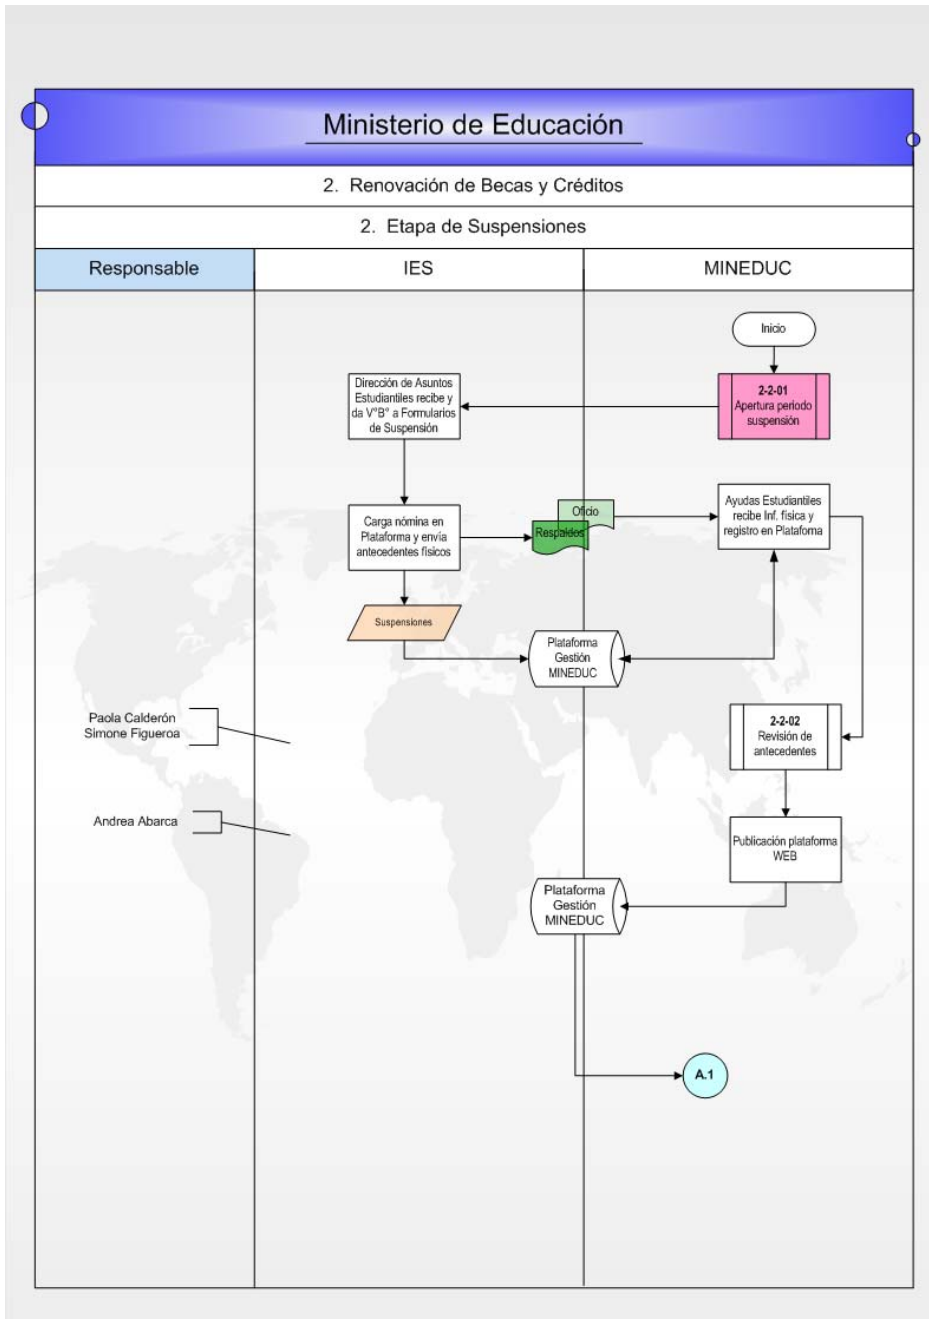 Ministerio de Educación
2. Renovación de Becas y Créditos
2. Etapa de Suspensiones
Responsable
IES
MINEDUC
Inicio
2-2-01
Apertura periodo
suspensión
Dirección de Asuntos
Estudiantiles recibe y
da V°B° a Formularios
de Suspensión
Carga nómina en
Plataforma y envía
antecedentes físicos
Oficio
Respaldos
Ayudas Estudiantiles
recibe Inf. física y
registro en Plataforma
Suspensiones
Plataforma
Gestión
MINEDUC
Paola Calderón
Simone Figueroa
2-2-02
Revisión de
antecedentes
Andrea Abarca
Publicación plataforma
WEB
Plataforma
Gestión
MINEDUC
A.1